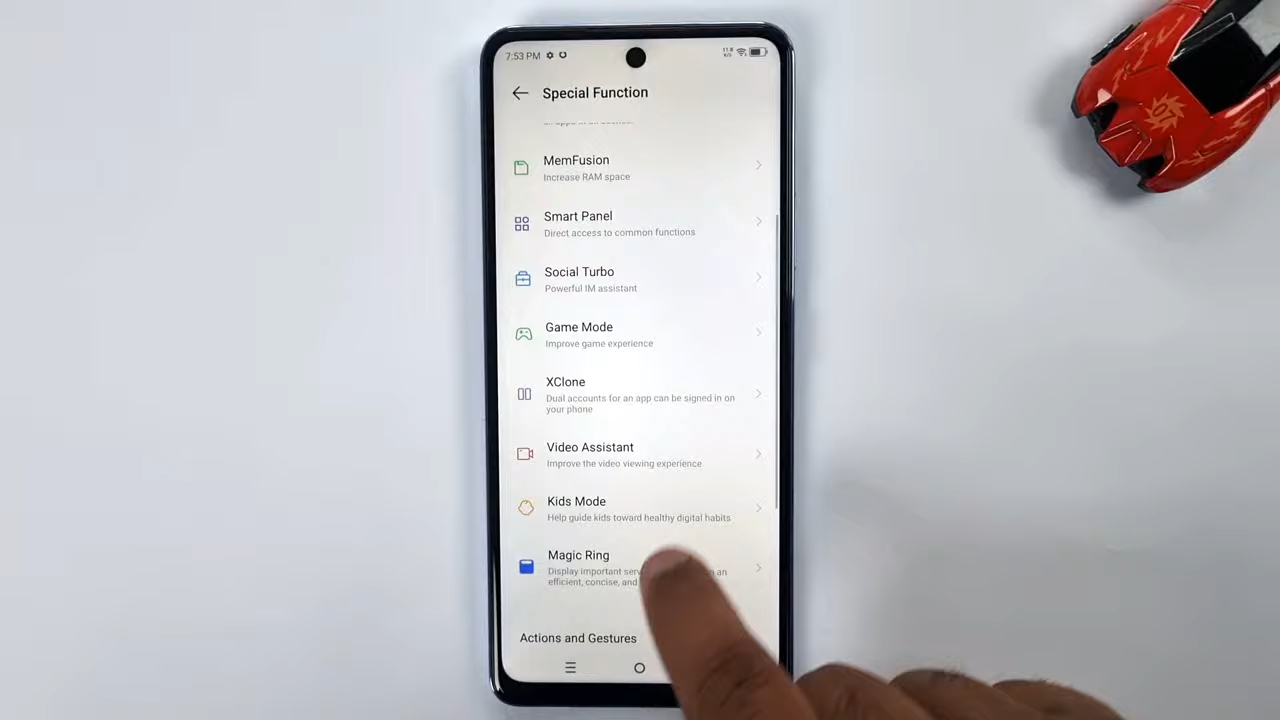 7:53 PM
Special Function
MemFusion
Increase RAM space
Smart Panel
Direct access to common functions
Social Turbo
Powerful IM assistant
Game Mode
Improve game experience
XClone
Dual accounts for an app can be signed in on
your phone
Video Assistant
Improve the video viewing experience
Kids Mode
Help guide kids toward healthy digital habits
Magic Ring
Display important an
efficient, concise, and
Actions and Gestures